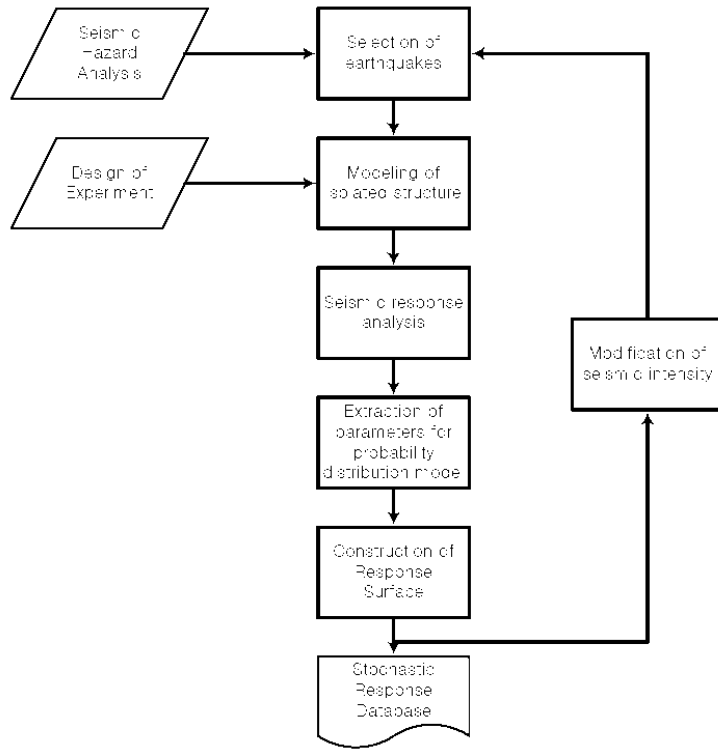 Seismic
Hazard
Analysis
Selection of
earthquakes
Design of
Experiment
Modeling of
isolated structure
Seismic response
analysis
Modification of
seismic intensity
Extraction of
parameters for
probability
distribution model
Construction of
Response
Surface
Stochastic
Response
Database